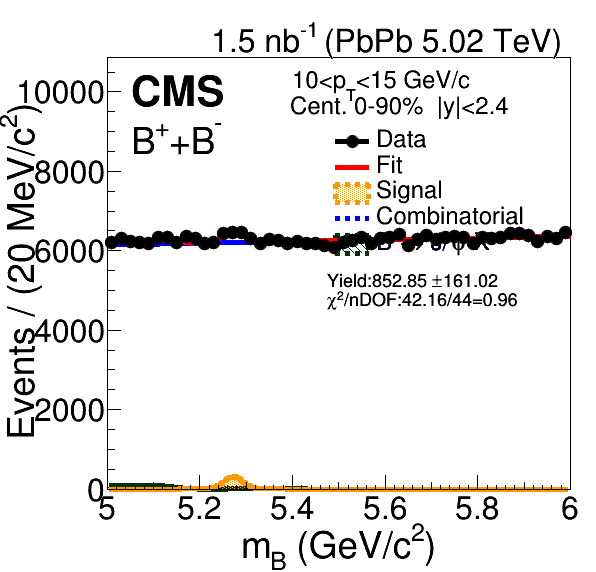 1.5 nb⁻¹ (PbPb 5.02 TeV)
10<p_T<15 GeV/c
CMS
Cent. 0-90% |y|<2.4
B⁺+B⁻
Data
Fit
Signal
Combinatorial
Yield:852.85 ±161.02
χ²/nDOF:42.16/44=0.96
Events / (20 MeV/c²)
10000
8000
6000
4000
2000
0
5 5.2 5.4 5.6 5.8 6
m_B (GeV/c²)